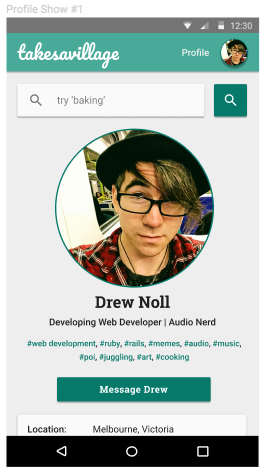 Profile Show #1
12:30
takesavillage
Profile
try ‘baking’
Drew Noll
Developing Web Developer | Audio Nerd
#web development, #ruby, #rails, #memes, #audio, #music,
#poi, #juggling, #art, #cooking
Message Drew
Location: Melbourne, Victoria